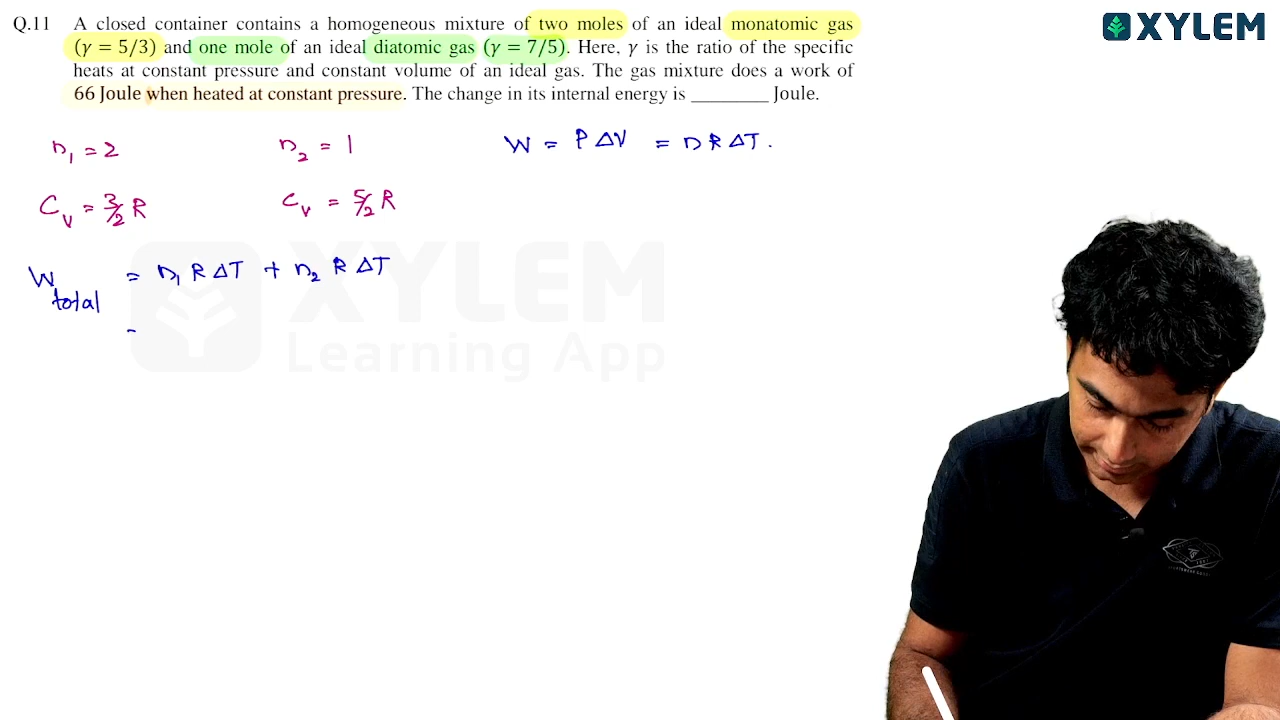 Q.11 A closed container contains a homogeneous mixture of two moles of an ideal monatomic gas
(γ = 5/3) and one mole of an ideal diatomic gas (γ = 7/5). Here, γ is the ratio of the specific
heats at constant pressure and constant volume of an ideal gas. The gas mixture does a work of
66 Joule when heated at constant pressure. The change in its internal energy is ________ Joule.
XYLEM
n₁ = 2 n₂ = 1 W = PΔV = nRΔT.
C_v = 3/2 R C_v = 5/2 R
W total = n₁ RΔT + n₂ RΔT
=
XYLEM
Learning App